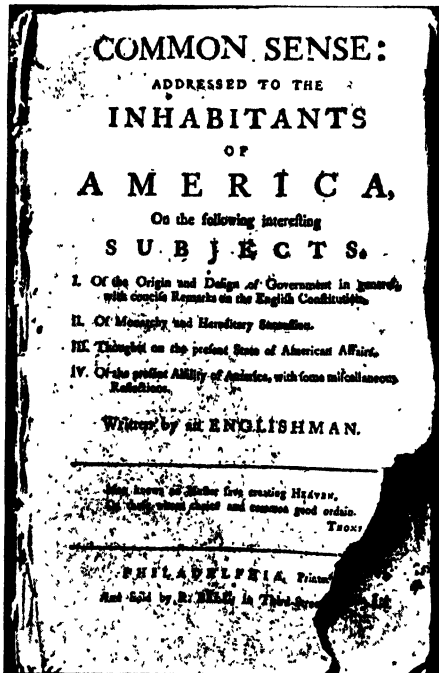 COMMON SENSE:
ADDRESSED TO THE
INHABITANTS
OF
AMERICA,
On the following interesting
SUBJECTS.
I. Of the Origin and Design of Government in general,
with concise Remarks on the English Constitution.
II. Of Monarchy and Hereditary Succession.
III. Thoughts on the present State of American Affairs.
IV. Of the present Ability of America, with some miscellaneous
Reflections.
Written by an ENGLISHMAN.
Man knows no Master save creating HEAVEN,
Or those whom choice and common good ordain.
THOM
PHILADELPHIA, Printed
And Sold by R. BELL, in Third-Street